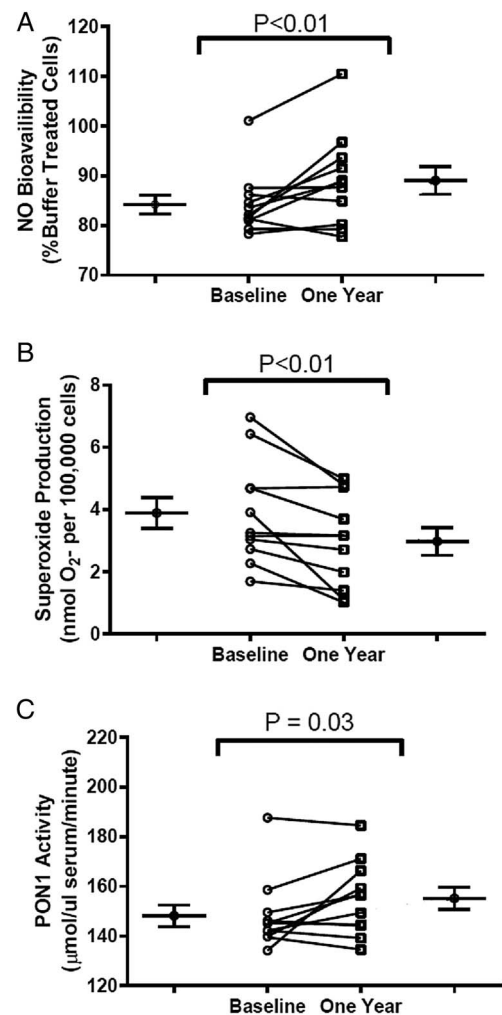 A
P<0.01
NO Bioavailibility
(%Buffer Treated Cells)
120
110
100
90
80
70
Baseline One Year
B
P<0.01
Superoxide Production
(nmol O₂- per 100,000 cells)
8
6
4
2
0
Baseline One Year
C
P = 0.03
PON1 Activity
(μmol/ul serum/minute)
220
200
180
160
140
120
Baseline One Year